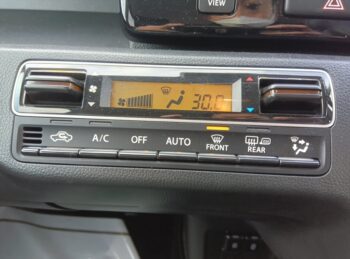 VIEW
30.0
A/C OFF AUTO FRONT REAR